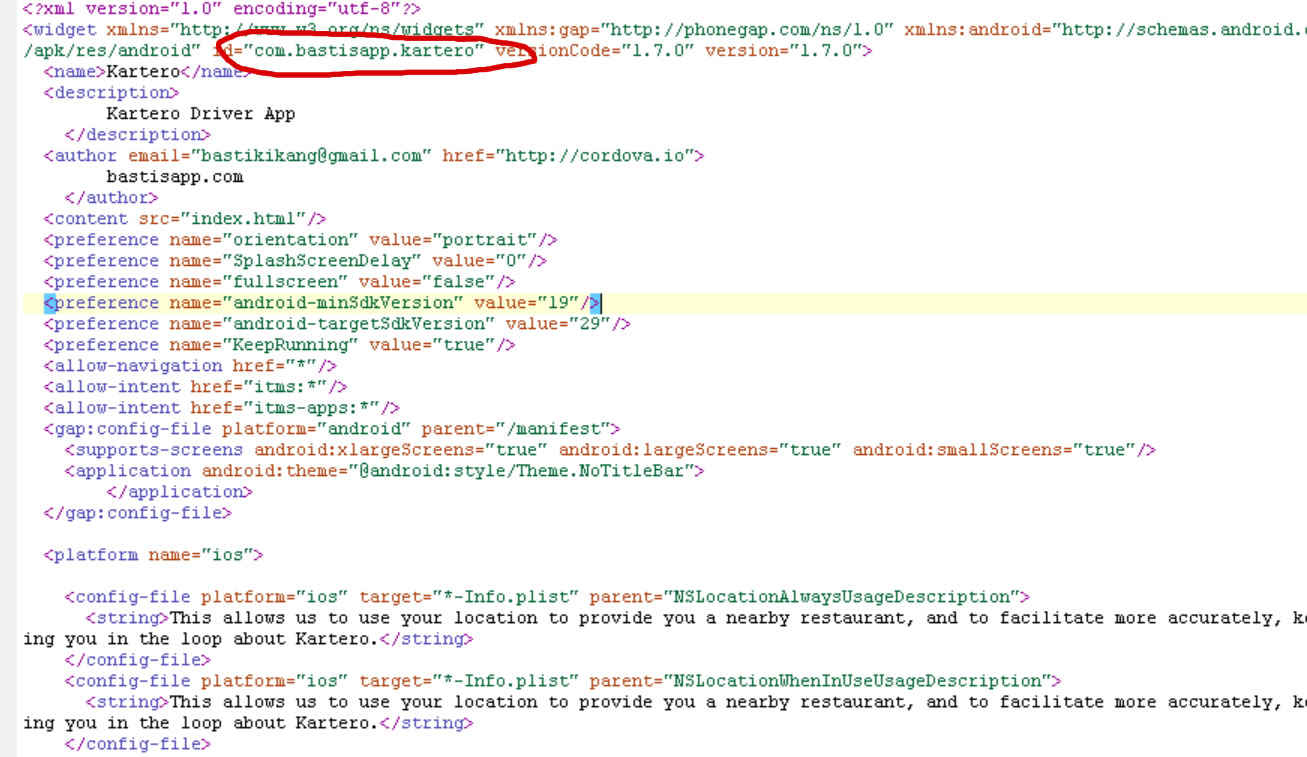 <?xml version="1.0" encoding="utf-8"?>
<widget xmlns="http://www.w3.org/ns/widgets" xmlns:gap="http://phonegap.com/ns/1.0" xmlns:android="http://schemas.android.
/apk/res/android" id="com.bastisapp.kartero" versionCode="1.7.0" version="1.7.0">
<name>Kartero</name>
<description>
Kartero Driver App
</description>
<author email="bastikikang@gmail.com" href="http://cordova.io">
bastisapp.com
</author>
<content src="index.html"/>
<preference name="orientation" value="portrait"/>
<preference name="SplashScreenDelay" value="0"/>
<preference name="fullscreen" value="false"/>
<preference name="android-minSdkVersion" value="19"/>
<preference name="android-targetSdkVersion" value="29"/>
<preference name="KeepRunning" value="true"/>
<allow-navigation href="*"/>
<allow-intent href="itms:*"/>
<allow-intent href="itms-apps:*"/>
<gap:config-file platform="android" parent="/manifest">
<supports-screens android:xlargeScreens="true" android:largeScreens="true" android:smallScreens="true"/>
<application android:theme="@android:style/Theme.NoTitleBar">
</application>
</gap:config-file>
<platform name="ios">
<config-file platform="ios" target="*-Info.plist" parent="NSLocationAlwaysUsageDescription">
<string>This allows us to use your location to provide you a nearby restaurant, and to facilitate more accurately, ke
ing you in the loop about Kartero.</string>
</config-file>
<config-file platform="ios" target="*-Info.plist" parent="NSLocationWhenInUseUsageDescription">
<string>This allows us to use your location to provide you a nearby restaurant, and to facilitate more accurately, ke
ing you in the loop about Kartero.</string>
</config-file>